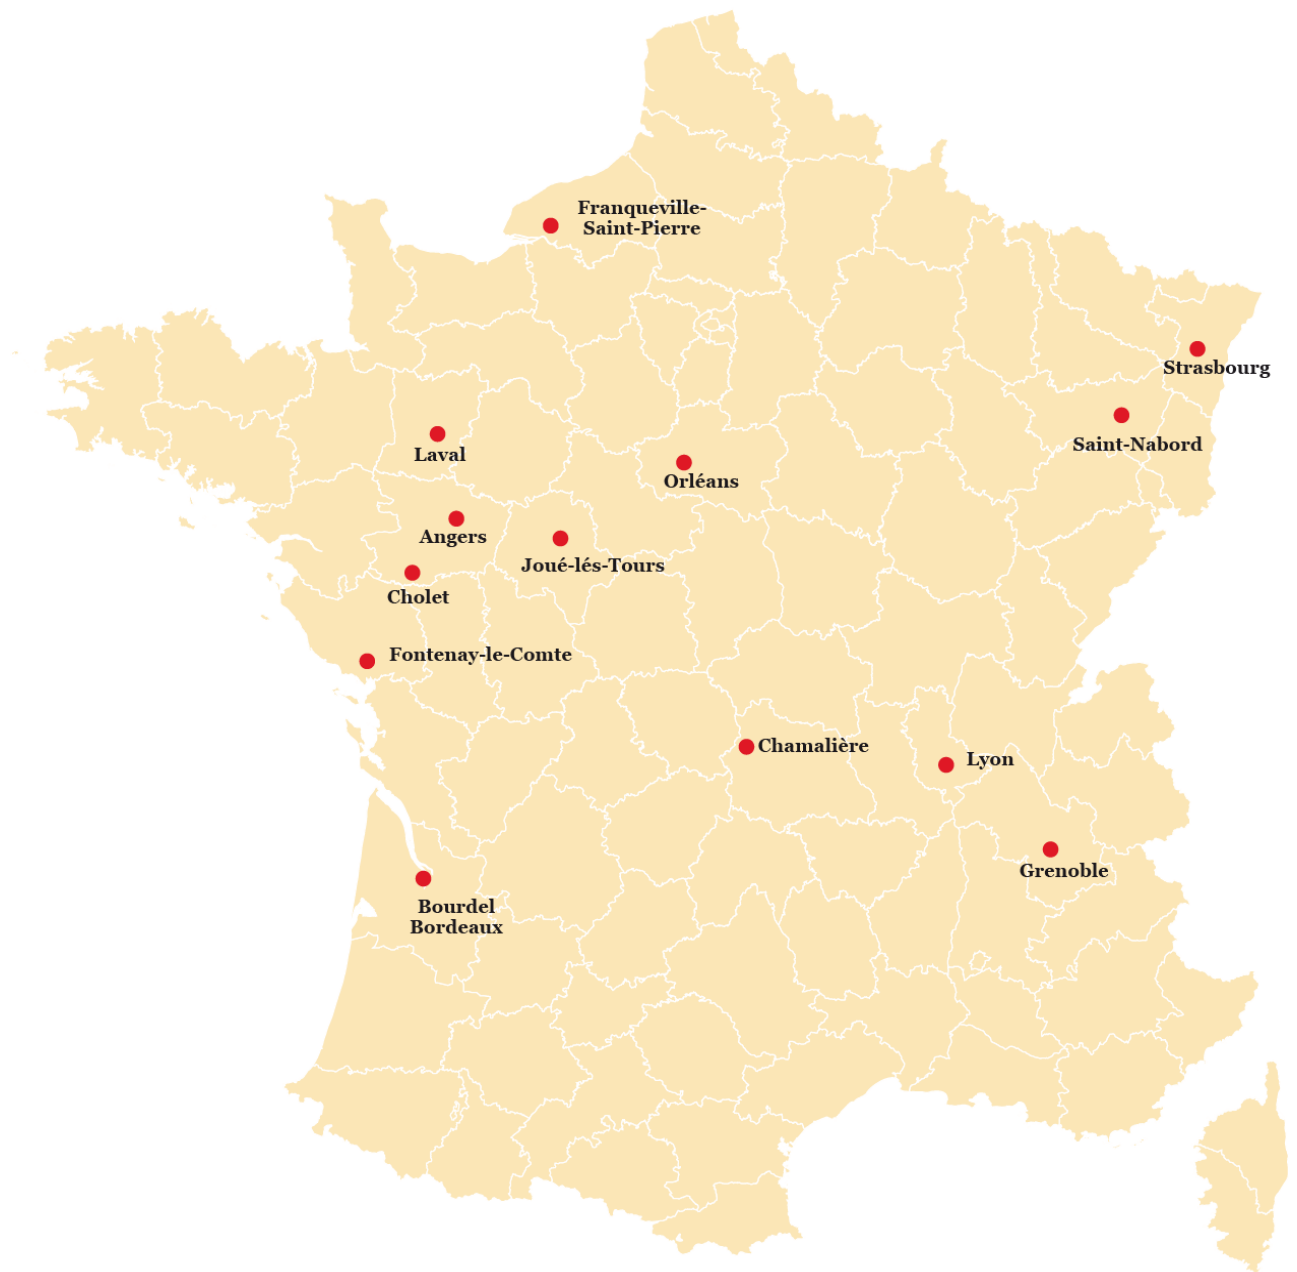 Franqueville-
Saint-Pierre
Strasbourg
Saint-Nabord
Laval
Orléans
Angers
Joué-lés-Tours
Cholet
Fontenay-le-Comte
Chamalière
Lyon
Grenoble
Bourdel
Bordeaux